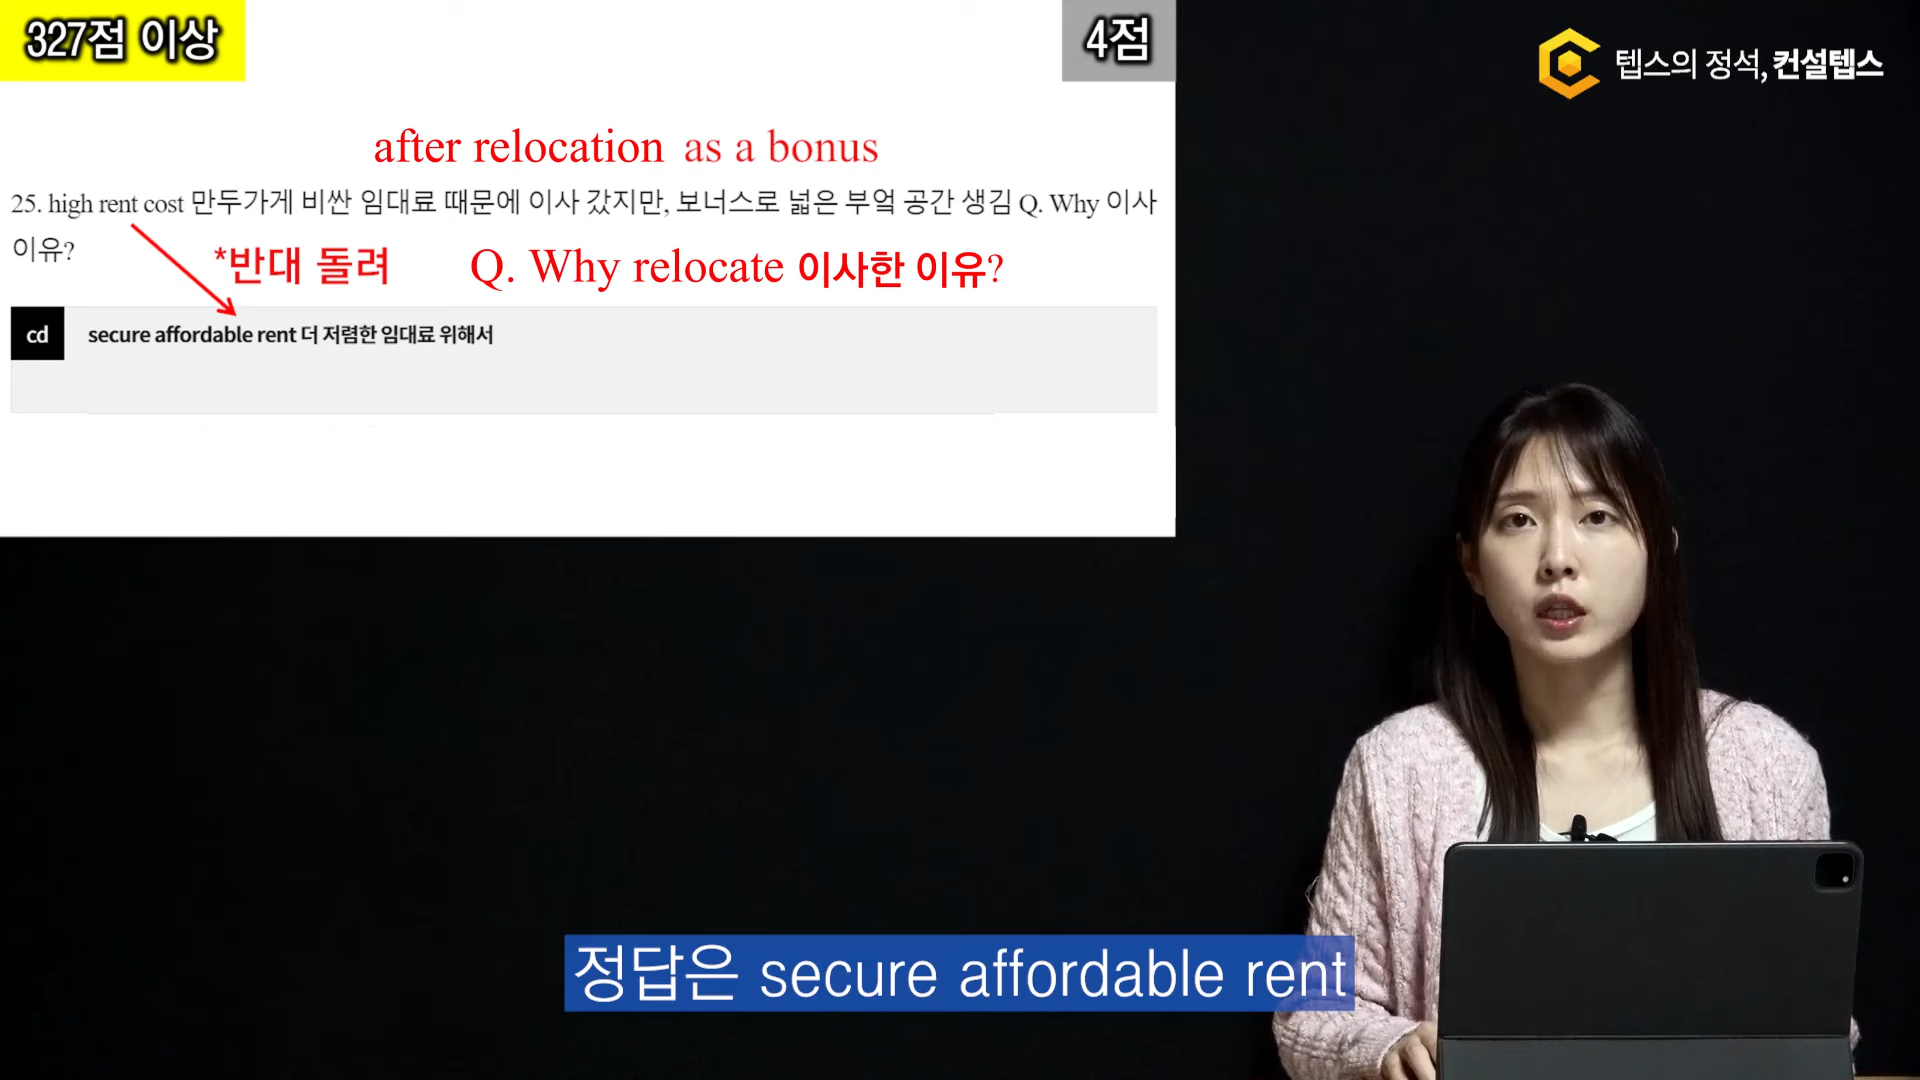 327점 이상
4점
텝스의 정석, 컨설텝스
after relocation as a bonus
25. high rent cost 만두가게 비싼 임대료 때문에 이사 갔지만, 보너스로 넓은 부엌 공간 생김 Q. Why 이사
이유?
*반대 돌려
Q. Why relocate 이사한 이유?
cd
secure affordable rent 더 저렴한 임대료 위해서
정답은 secure affordable rent